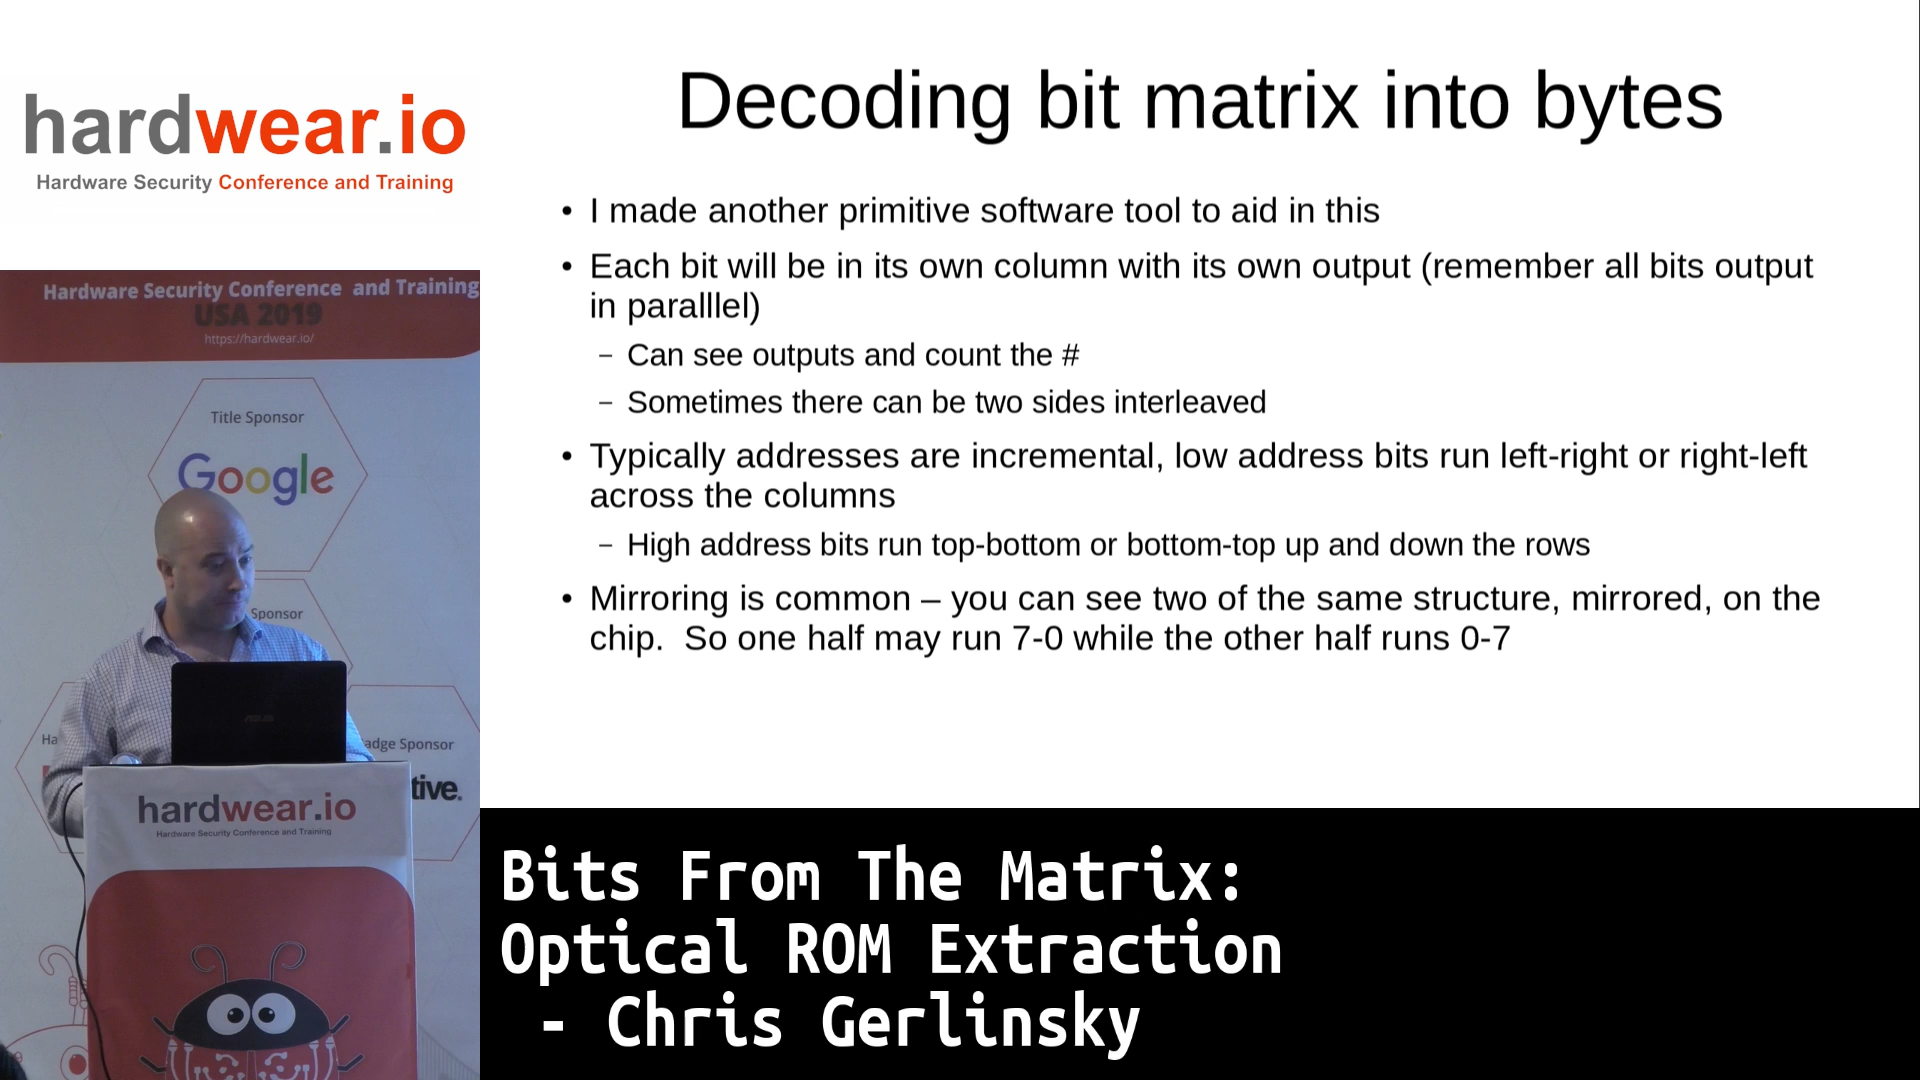 hardwear.io
Hardware Security Conference and Training
Decoding bit matrix into bytes
• I made another primitive software tool to aid in this
• Each bit will be in its own column with its own output (remember all bits output
in paralllel)
– Can see outputs and count the #
– Sometimes there can be two sides interleaved
• Typically addresses are incremental, low address bits run left-right or right-left
across the columns
– High address bits run top-bottom or bottom-top up and down the rows
• Mirroring is common – you can see two of the same structure, mirrored, on the
chip. So one half may run 7-0 while the other half runs 0-7
Hardware Security Conference and Training
USA 2019
https://hardwear.io/
Title Sponsor
Google
Sponsor
Sponsor
ASUS
hardwear.io
Hardware Security Conference and Training
Bits From The Matrix:
Optical ROM Extraction
- Chris Gerlinsky